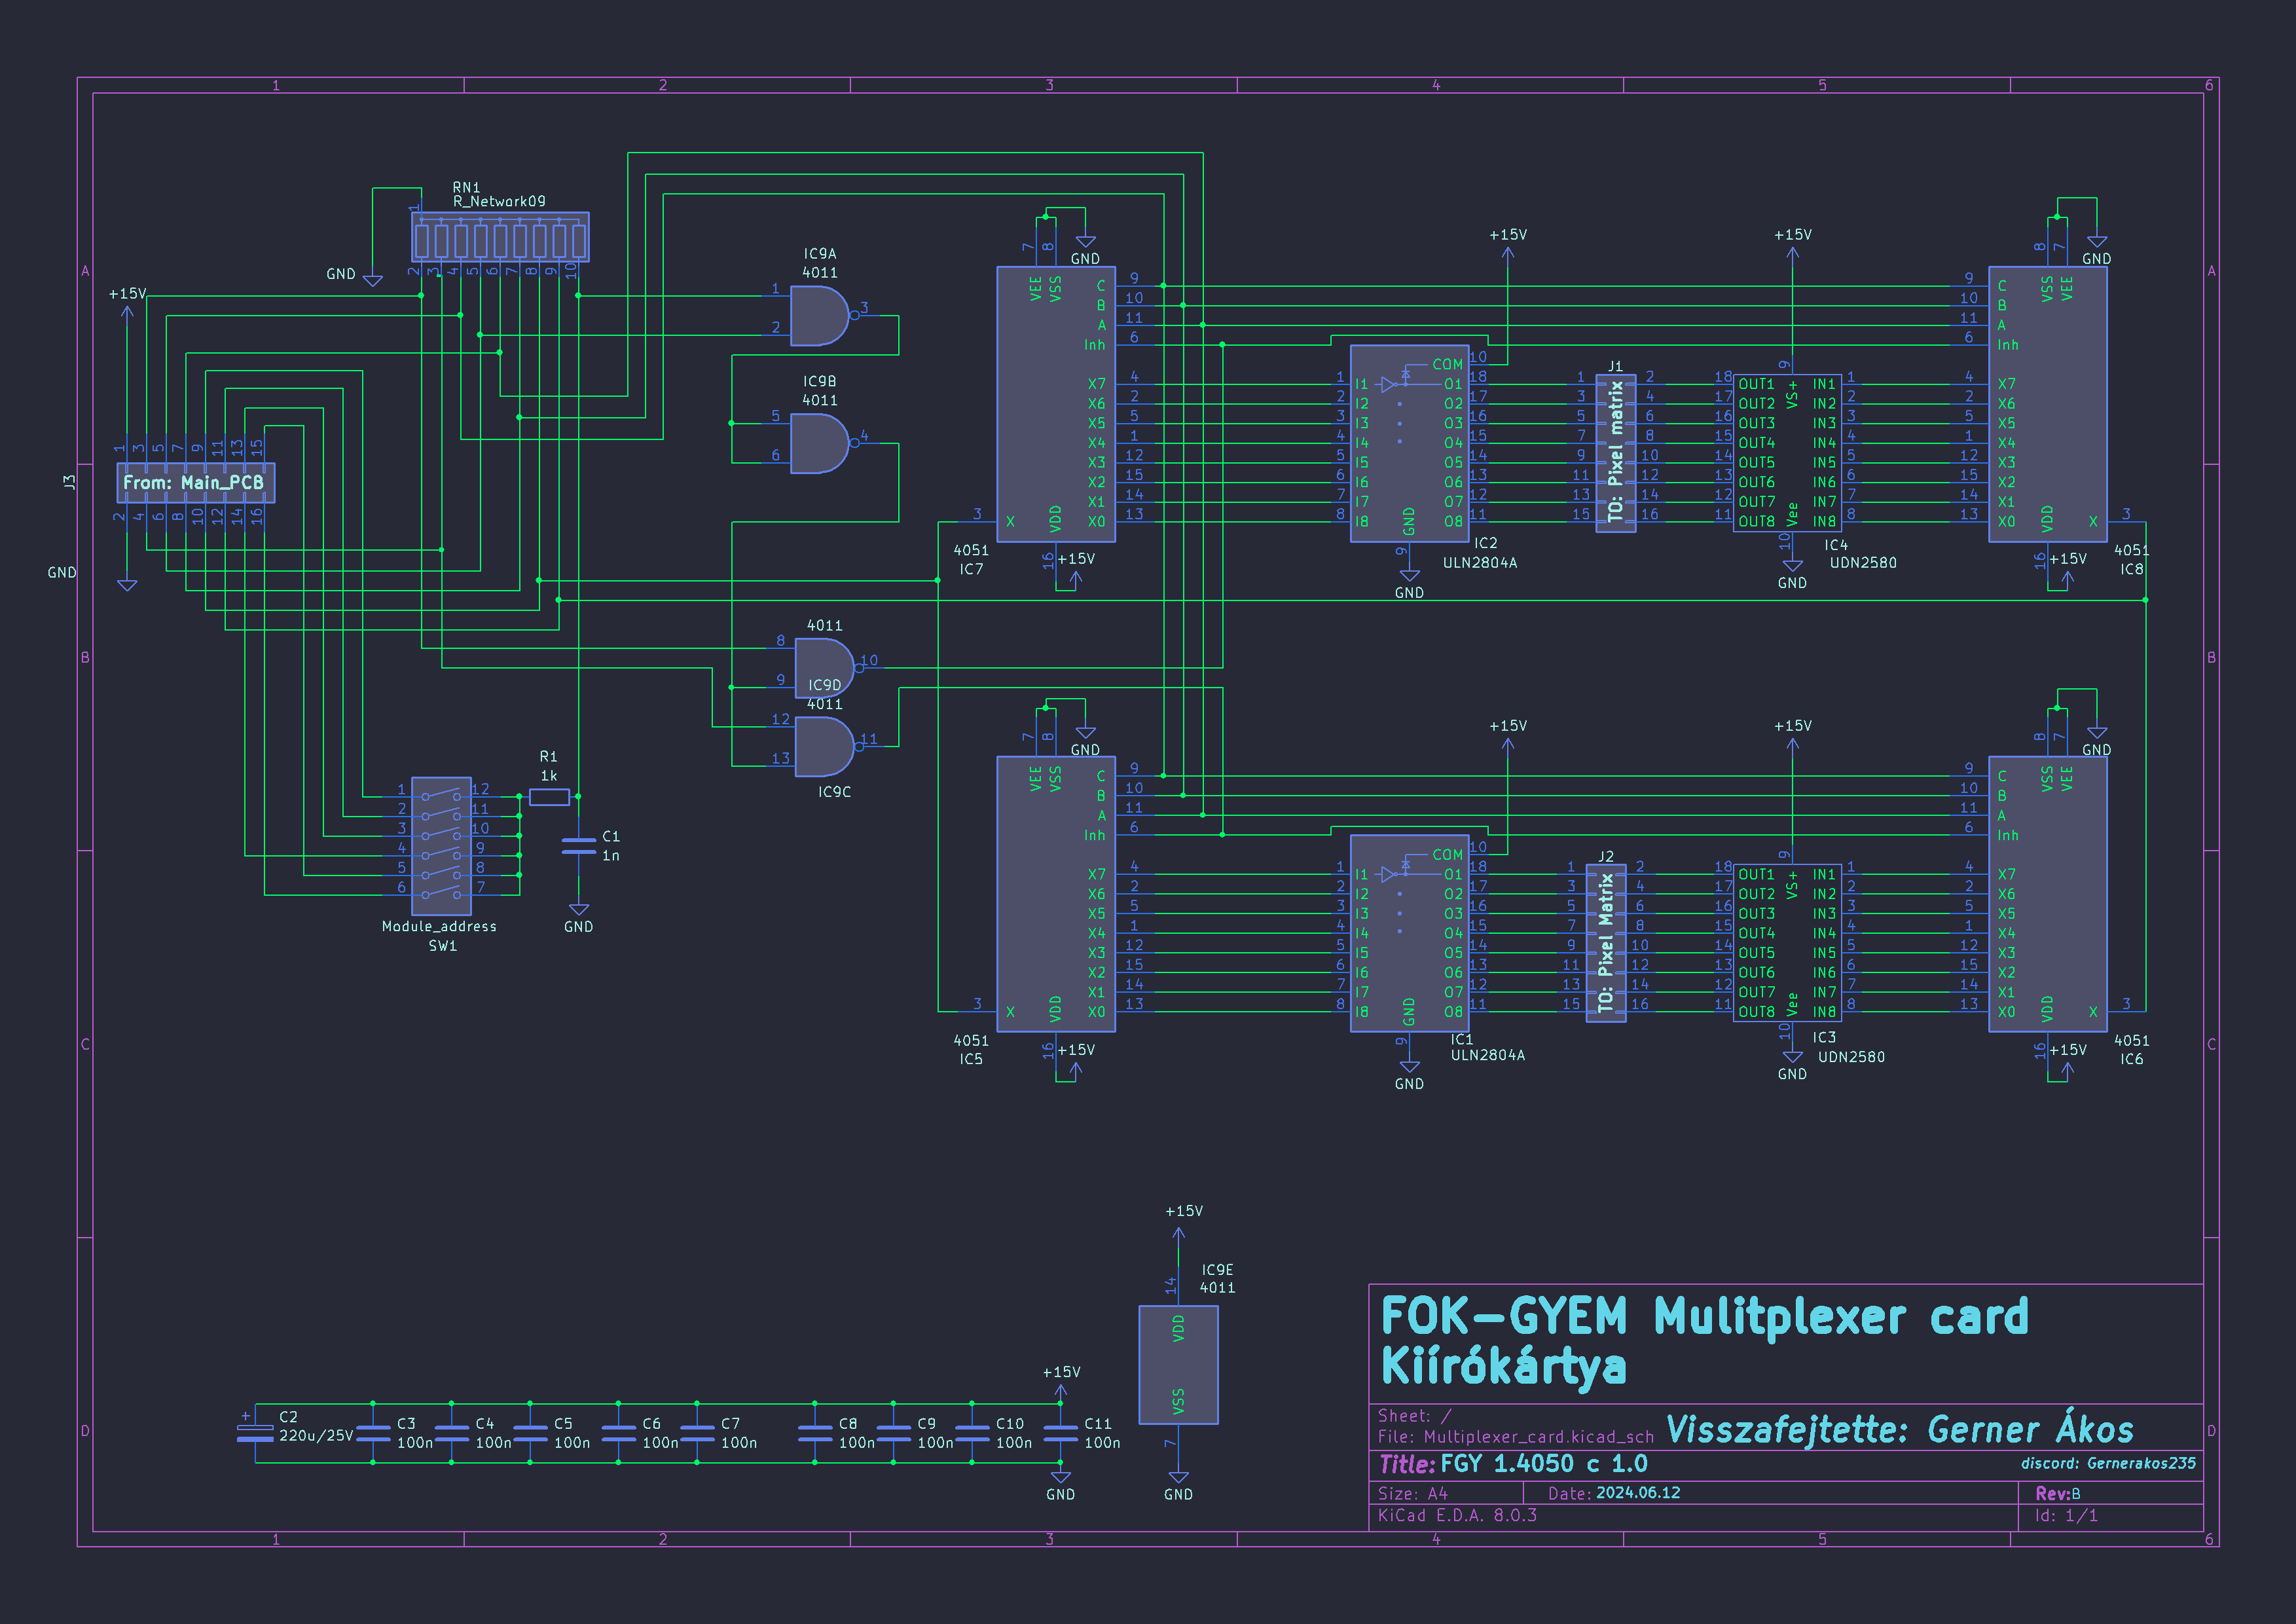 1 2 3 4 5 6
A
B
C
D
RN1
R_Network09
1
2 3 4 5 6 7 8 9 10
GND
+15V
1 3 5 7 9 11 13 15
J3
From: Main_PCB
2 4 6 8 10 12 14 16
GND
IC9A
4011
1
2
3
IC9B
4011
5
6
4
4011
8
9
10
IC9D
4011
12
13
11
IC9C
R1
1k
C1
1n
GND
1 12
2 11
3 10
4 9
5 8
6 7
Module_address
SW1
7 8
GND
VEE VSS
C 9
B 10
A 11
Inh 6
X7 4
X6 2
X5 5
X4 1
X3 12
X2 15
X1 14
X0 13
3 X
VDD
16
+15V
4051
IC7
+15V
COM 10
1 I1 O1 18
2 I2 O2 17
3 I3 O3 16
4 I4 O4 15
5 I5 O5 14
6 I6 O6 13
7 I7 O7 12
8 I8 O8 11
GND
9
GND
IC2
ULN2804A
J1
TO: Pixel matrix
1 2
3 4
5 6
7 8
9 10
11 12
13 14
15 16
+15V
9
VS+
18 OUT1 IN1 1
17 OUT2 IN2 2
16 OUT3 IN3 3
15 OUT4 IN4 4
14 OUT5 IN5 5
13 OUT6 IN6 6
12 OUT7 IN7 7
11 OUT8 IN8 8
Vee
10
GND
IC4
UDN2580
8 7
GND
VSS VEE
9 C
10 B
11 A
6 Inh
4 X7
2 X6
5 X5
1 X4
12 X3
15 X2
14 X1
13 X0
X 3
VDD
16
+15V
4051
IC8
7 8
GND
VEE VSS
C 9
B 10
A 11
Inh 6
X7 4
X6 2
X5 5
X4 1
X3 12
X2 15
X1 14
X0 13
3 X
VDD
16
+15V
4051
IC5
+15V
COM 10
1 I1 O1 18
2 I2 O2 17
3 I3 O3 16
4 I4 O4 15
5 I5 O5 14
6 I6 O6 13
7 I7 O7 12
8 I8 O8 11
GND
9
GND
IC1
ULN2804A
J2
TO: Pixel Matrix
1 2
3 4
5 6
7 8
9 10
11 12
13 14
15 16
+15V
9
VS+
18 OUT1 IN1 1
17 OUT2 IN2 2
16 OUT3 IN3 3
15 OUT4 IN4 4
14 OUT5 IN5 5
13 OUT6 IN6 6
12 OUT7 IN7 7
11 OUT8 IN8 8
Vee
10
GND
IC3
UDN2580
8 7
GND
VSS VEE
9 C
10 B
11 A
6 Inh
4 X7
2 X6
5 X5
1 X4
12 X3
15 X2
14 X1
13 X0
X 3
VDD
16
+15V
4051
IC6
+15V
IC9E
4011
14
VDD
VSS
7
GND
+15V
+
C2
220u/25V
C3
100n
C4
100n
C5
100n
C6
100n
C7
100n
C8
100n
C9
100n
C10
100n
C11
100n
GND
FOK-GYEM Mulitplexer card
Kiírókártya
Sheet: /
File: Multiplexer_card.kicad_sch
Visszafejtette: Gerner Ákos
Title: FGY 1.4050 c 1.0
discord: Gernerakos235
Size: A4 Date: 2024.06.12 Rev:B
KiCad E.D.A. 8.0.3 Id: 1/1
A
B
C
D
1 2 3 4 5 6